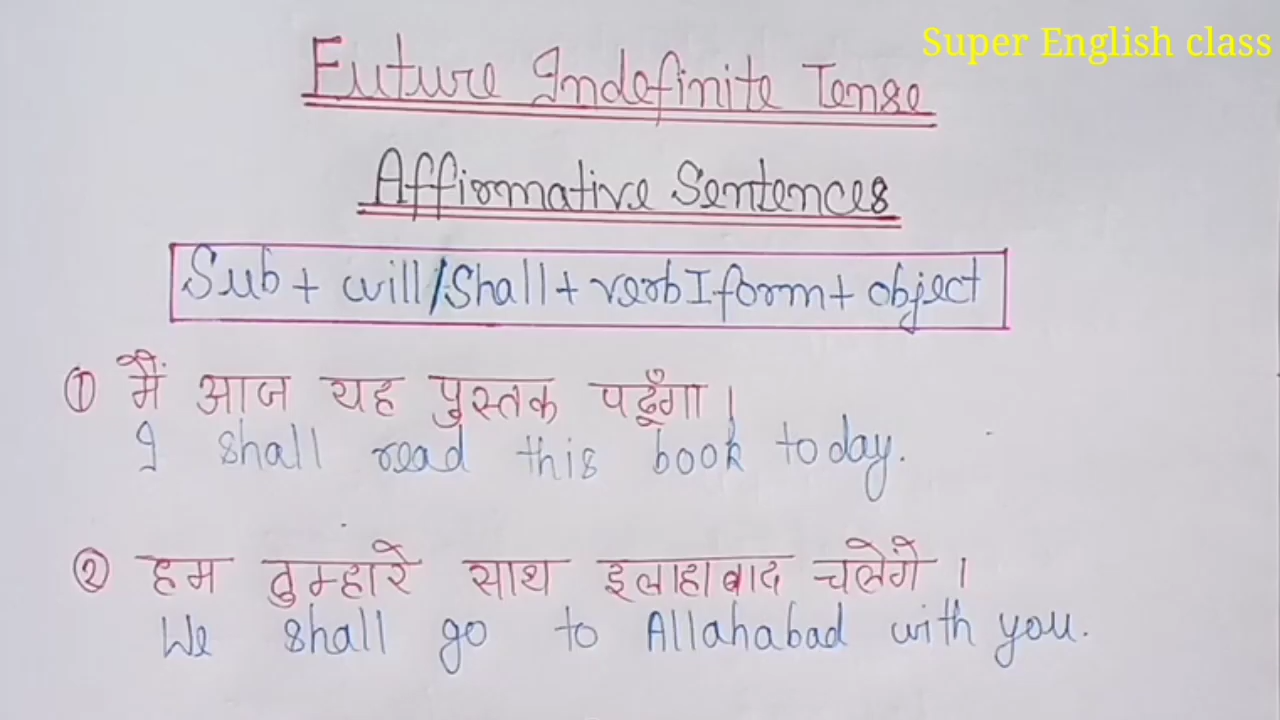 Super English class
Future Indefinite Tense
Affirmative Sentences
Sub + will/Shall + verb I form + object
① मैं आज यह पुस्तक पढ़ूँगा।
I shall read this book today.
② हम तुम्हारे साथ इलाहाबाद चलेंगे।
We shall go to Allahabad with you.